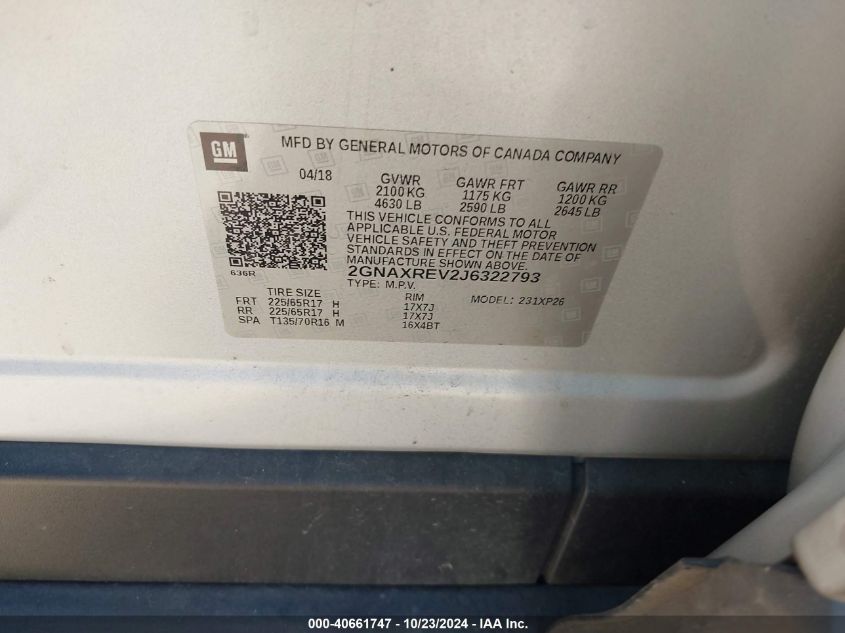 GM
MFD BY GENERAL MOTORS OF CANADA COMPANY
04/18
GVWR GAWR FRT GAWR RR
2100 KG 1175 KG 1200 KG
4630 LB 2590 LB 2645 LB
THIS VEHICLE CONFORMS TO ALL
APPLICABLE U.S. FEDERAL MOTOR
VEHICLE SAFETY AND THEFT PREVENTION
STANDARDS IN EFFECT ON THE DATE OF
MANUFACTURE SHOWN ABOVE.
636R
2GNAXREV2J6322793
TYPE: M.P.V.
TIRE SIZE RIM MODEL: 231XP26
FRT 225/65R17 H 17X7J
RR 225/65R17 H 17X7J
SPA T135/70R16 M 16X4BT
000-40661747 - 10/23/2024 - IAA Inc.